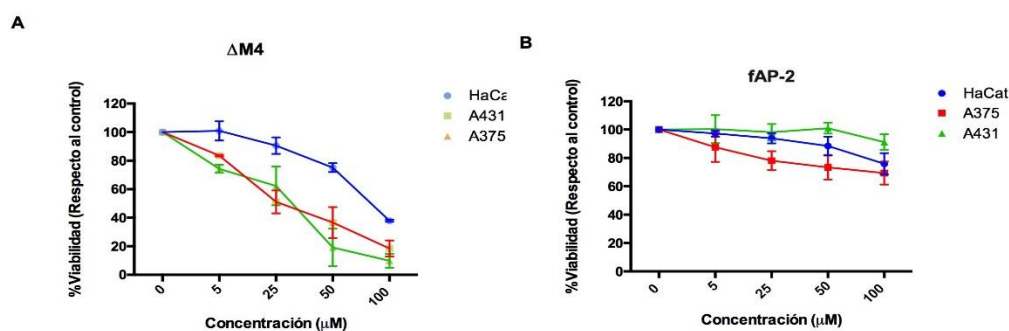 A
ΔM4
%Viabilidad (Respecto al control)
120
100
80
60
40
20
0
0
5
25
50
100
Concentración (μM)
HaCa
A431
A375
B
fAP-2
%Viabilidad (Respecto al control)
120
100
80
60
40
20
0
0
5
25
50
100
Concentración (μM)
HaCat
A375
A431